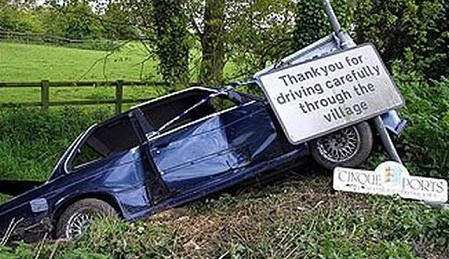 Thank you for
driving carefully
through the
village
CINQUE PORTS